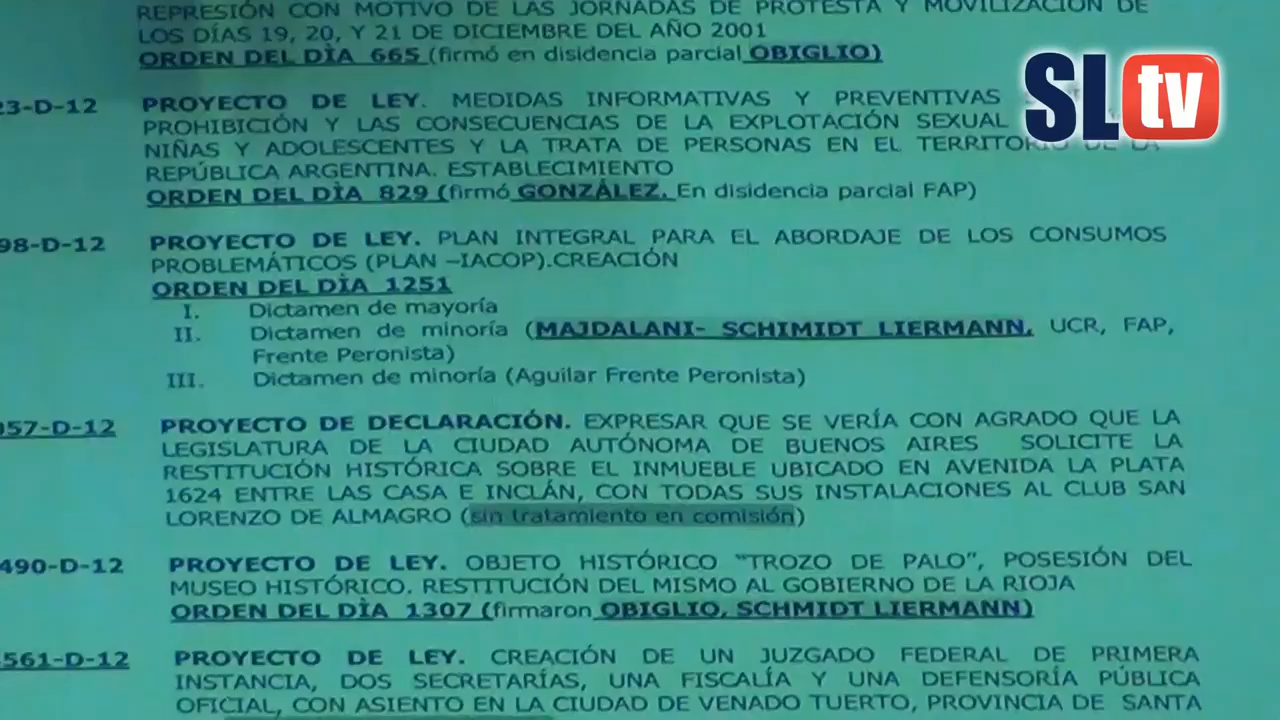 REPRESIÓN CON MOTIVO DE LAS JORNADAS DE PROTESTA Y MOVILIZACIÓN DE
LOS DÍAS 19, 20, Y 21 DE DICIEMBRE DEL AÑO 2001
ORDEN DEL DÌA 665 (firmó en disidencia parcial OBIGLIO)
SL tv
23-D-12 PROYECTO DE LEY. MEDIDAS INFORMATIVAS Y PREVENTIVAS
PROHIBICIÓN Y LAS CONSECUENCIAS DE LA EXPLOTACIÓN SEXUAL
NIÑAS Y ADOLESCENTES Y LA TRATA DE PERSONAS EN EL TERRITORIO DE LA
REPÚBLICA ARGENTINA. ESTABLECIMIENTO
ORDEN DEL DÌA 829 (firmó GONZÁLEZ. En disidencia parcial FAP)
98-D-12 PROYECTO DE LEY. PLAN INTEGRAL PARA EL ABORDAJE DE LOS CONSUMOS
PROBLEMÁTICOS (PLAN –IACOP).CREACIÓN
ORDEN DEL DÌA 1251
I. Dictamen de mayoría
II. Dictamen de minoría (MAJDALANI- SCHIMIDT LIERMANN, UCR, FAP,
Frente Peronista)
III. Dictamen de minoría (Aguilar Frente Peronista)
057-D-12 PROYECTO DE DECLARACIÓN. EXPRESAR QUE SE VERÍA CON AGRADO QUE LA
LEGISLATURA DE LA CIUDAD AUTÓNOMA DE BUENOS AIRES SOLICITE LA
RESTITUCIÓN HISTÓRICA SOBRE EL INMUEBLE UBICADO EN AVENIDA LA PLATA
1624 ENTRE LAS CASA E INCLÁN, CON TODAS SUS INSTALACIONES AL CLUB SAN
LORENZO DE ALMAGRO (sin tratamiento en comisión)
490-D-12 PROYECTO DE LEY. OBJETO HISTÓRICO “TROZO DE PALO”, POSESIÓN DEL
MUSEO HISTÓRICO. RESTITUCIÓN DEL MISMO AL GOBIERNO DE LA RIOJA
ORDEN DEL DÌA 1307 (firmaron OBIGLIO, SCHMIDT LIERMANN)
561-D-12 PROYECTO DE LEY. CREACIÓN DE UN JUZGADO FEDERAL DE PRIMERA
INSTANCIA, DOS SECRETARÍAS, UNA FISCALÍA Y UNA DEFENSORÍA PÚBLICA
OFICIAL, CON ASIENTO EN LA CIUDAD DE VENADO TUERTO, PROVINCIA DE SANTA